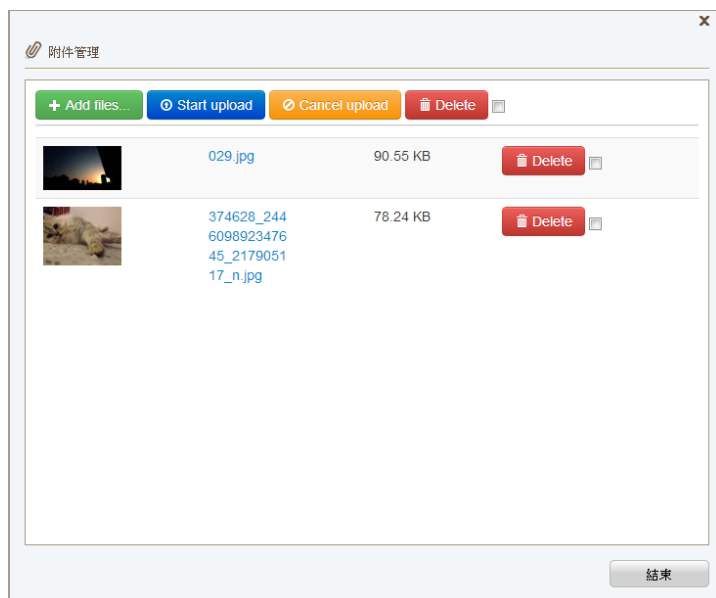 附件管理
Add files...
Start upload
Cancel upload
Delete
029.jpg
90.55 KB
Delete
374628_244
6098923476
45_2179051
17_n.jpg
78.24 KB
Delete
結束